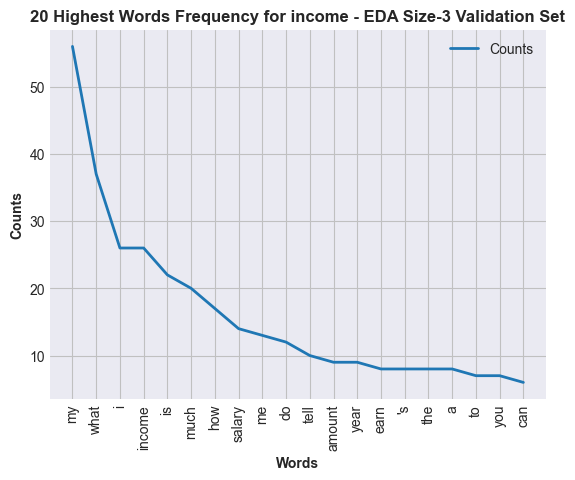 20 Highest Words Frequency for income - EDA Size-3 Validation Set
Counts
50
40
30
20
10
Counts
my
what
i
income
is
much
how
salary
me
do
tell
amount
year
earn
's
the
a
to
you
can
Words